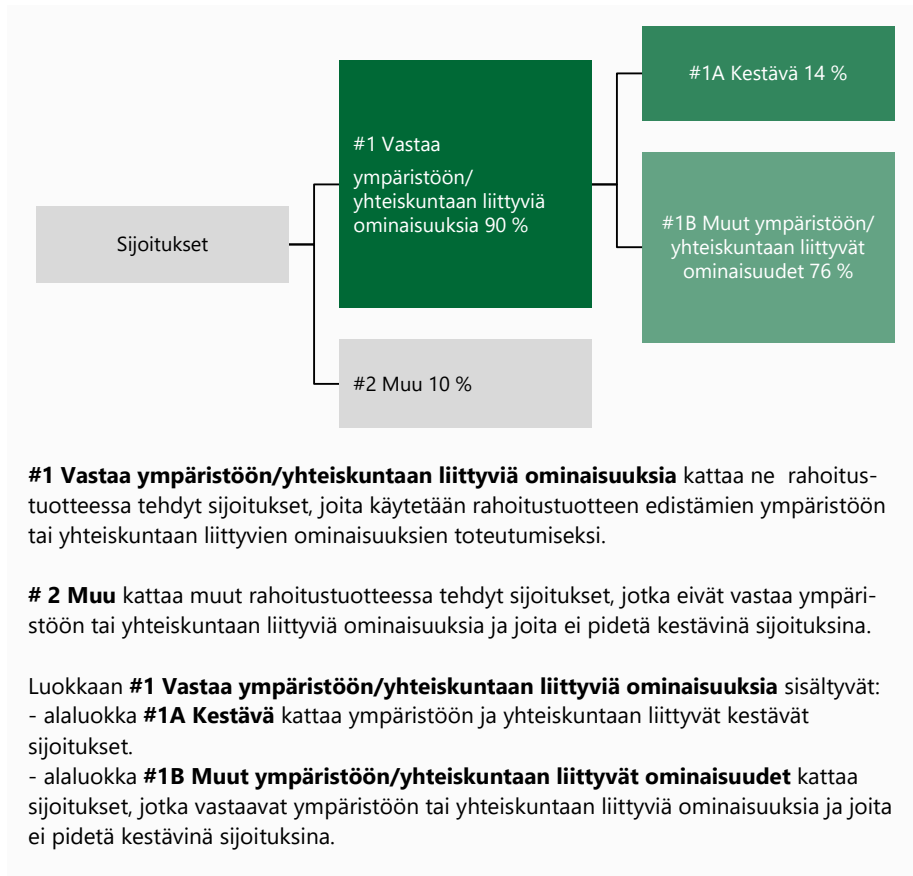 #1A Kestävä 14 %
#1 Vastaa
ympäristöön/
yhteiskuntaan liittyviä
ominaisuuksia 90 %
#1B Muut ympäristöön/
yhteiskuntaan liittyvät
ominaisuudet 76 %
Sijoitukset
#2 Muu 10 %
#1 Vastaa ympäristöön/yhteiskuntaan liittyviä ominaisuuksia kattaa ne rahoitus-
tuotteessa tehdyt sijoitukset, joita käytetään rahoitustuotteen edistämien ympäristöön
tai yhteiskuntaan liittyvien ominaisuuksien toteutumiseksi.
# 2 Muu kattaa muut rahoitustuotteessa tehdyt sijoitukset, jotka eivät vastaa ympäri-
stöön tai yhteiskuntaan liittyviä ominaisuuksia ja joita ei pidetä kestävinä sijoituksina.
Luokkaan #1 Vastaa ympäristöön/yhteiskuntaan liittyviä ominaisuuksia sisältyvät:
- alaluokka #1A Kestävä kattaa ympäristöön ja yhteiskuntaan liittyvät kestävät
sijoitukset.
- alaluokka #1B Muut ympäristöön/yhteiskuntaan liittyvät ominaisuudet kattaa
sijoitukset, jotka vastaavat ympäristöön tai yhteiskuntaan liittyviä ominaisuuksia ja joita
ei pidetä kestävinä sijoituksina.